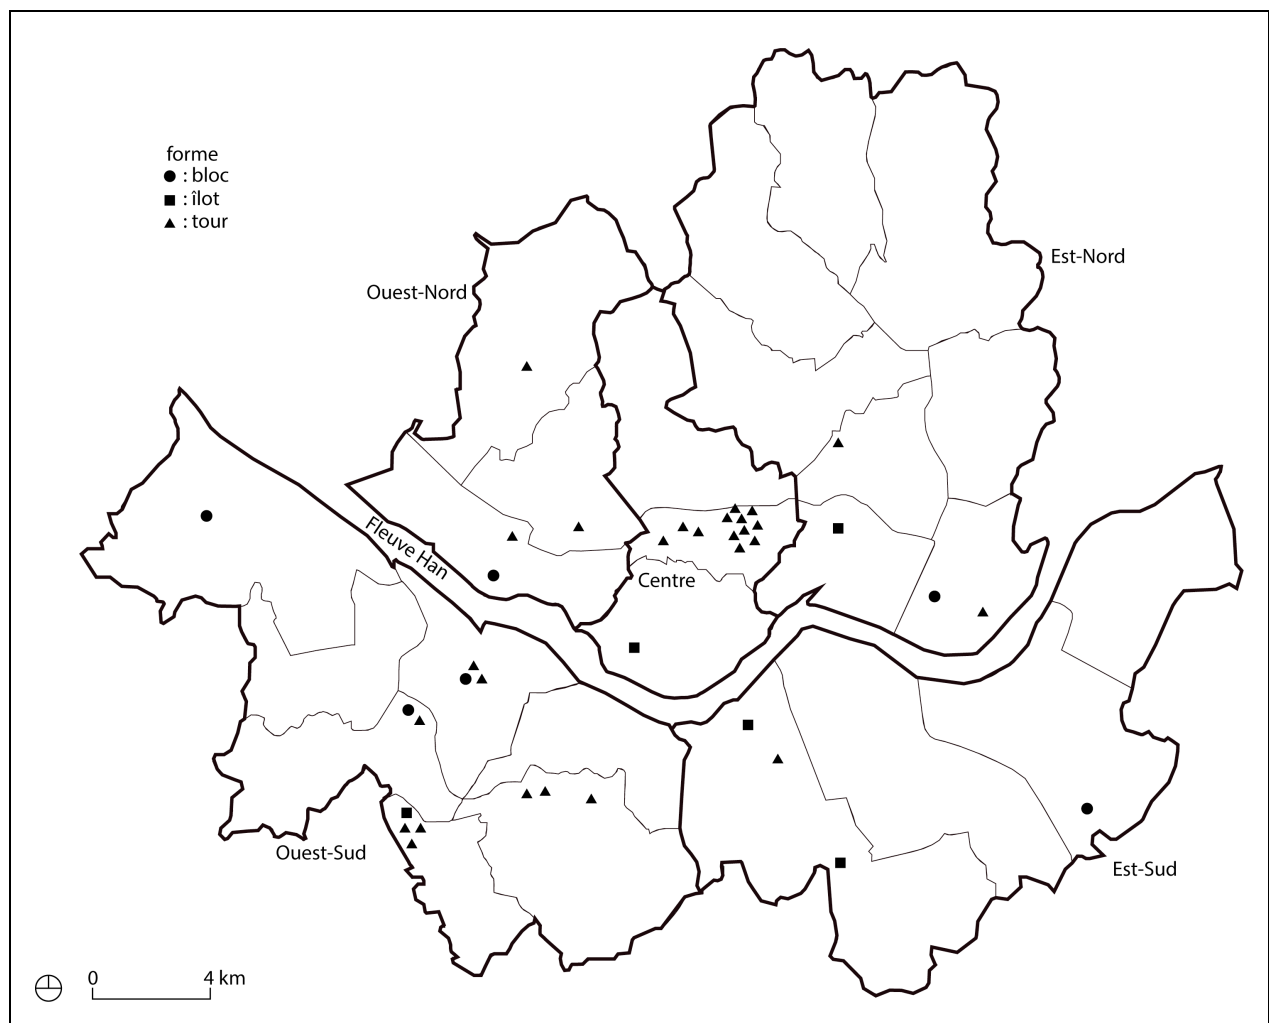 forme
: bloc
: îlot
: tour
Est-Nord
Ouest-Nord
Fleuve Han
Centre
Ouest-Sud
Est-Sud
0 4 km